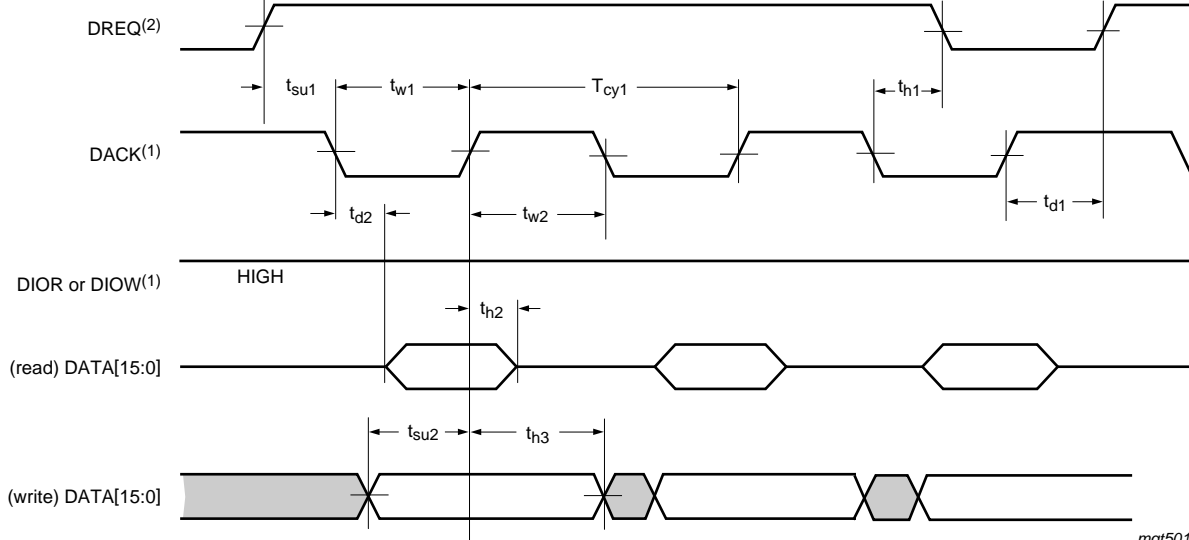 DREQ(2)
tsu1
tw1
Tcy1
th1
DACK(1)
td2
tw2
td1
DIOR or DIOW(1)
HIGH
th2
(read) DATA[15:0]
tsu2
th3
(write) DATA[15:0]
mgt501